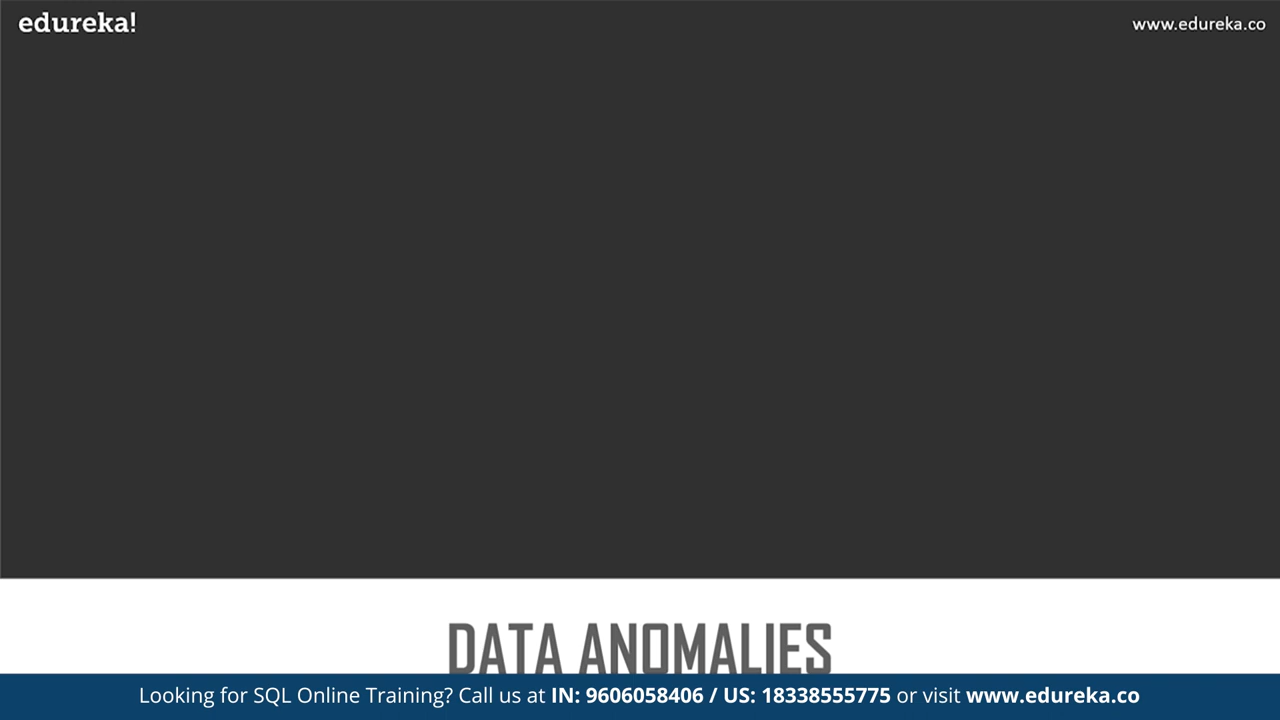 edureka!
www.edureka.co
DATA ANOMALIES
Looking for SQL Online Training? Call us at IN: 9606058406 / US: 18338555775 or visit www.edureka.co